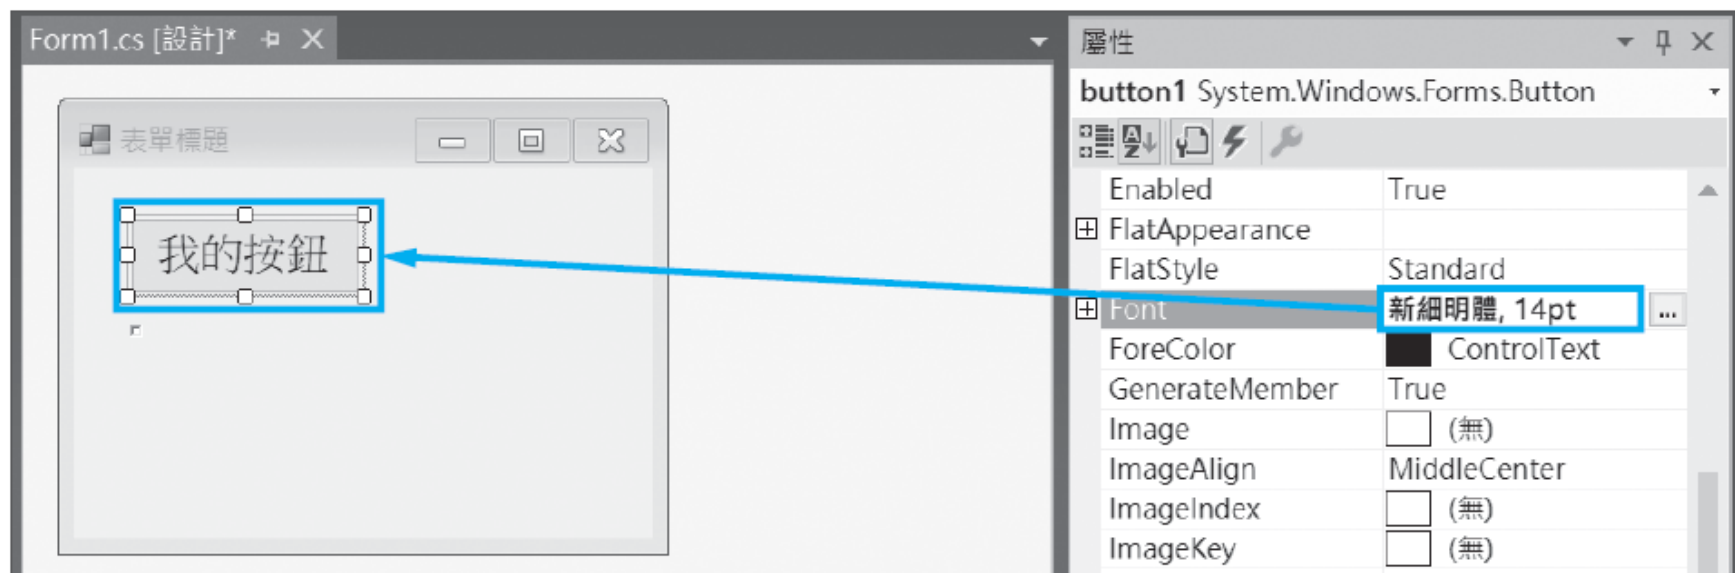 Form1.cs [設計]*
表單標題
我的按鈕
屬性
button1 System.Windows.Forms.Button
Enabled True
FlatAppearance
FlatStyle Standard
Font 新細明體, 14pt ...
ForeColor ControlText
GenerateMember True
Image (無)
ImageAlign MiddleCenter
ImageIndex (無)
ImageKey (無)